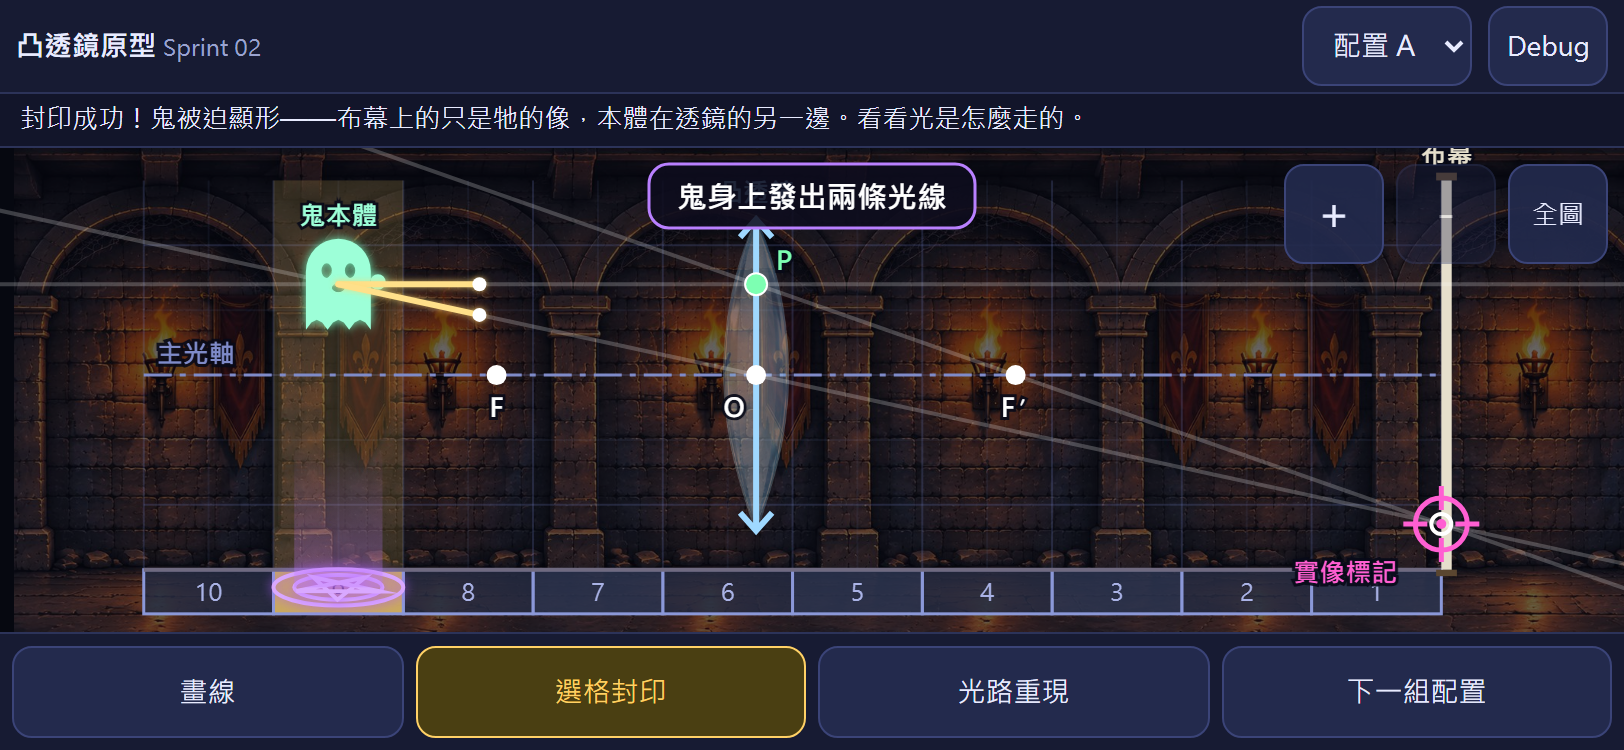 凸透鏡原型 Sprint 02
配置 A
Debug
封印成功！鬼被迫顯形——布幕上的只是牠的像，本體在透鏡的另一邊。看看光是怎麼走的。
布幕
鬼身上發出兩條光線
+
-
全圖
鬼本體
P
主光軸
F
O
F′
實像標記
10
8
7
6
5
4
3
2
1
畫線
選格封印
光路重現
下一組配置